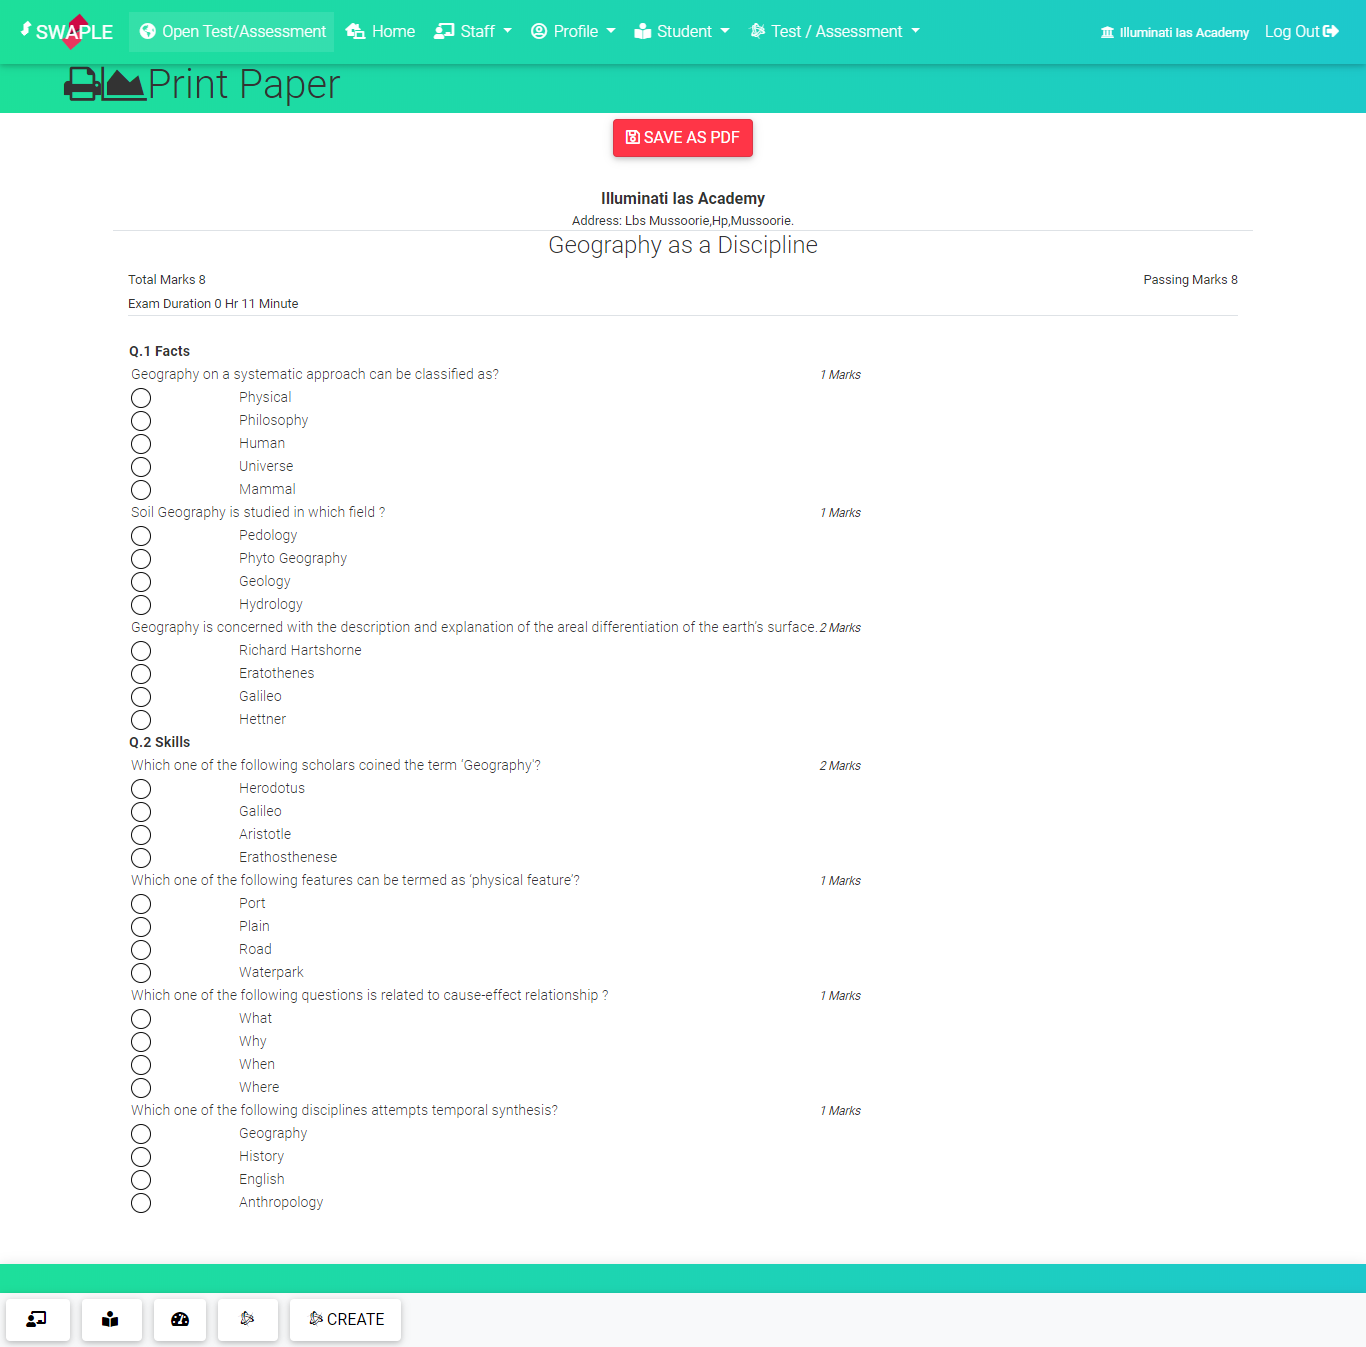 SWAPLE Open Test/Assessment Home Staff Profile Student Test / Assessment Illuminati Ias Academy Log Out
Print Paper
SAVE AS PDF
Illuminati Ias Academy
Address: Lbs Mussoorie,Hp,Mussoorie.
Geography as a Discipline
Total Marks 8 Passing Marks 8
Exam Duration 0 Hr 11 Minute
Q.1 Facts
Geography on a systematic approach can be classified as? 1 Marks
Physical
Philosophy
Human
Universe
Mammal
Soil Geography is studied in which field ? 1 Marks
Pedology
Phyto Geography
Geology
Hydrology
Geography is concerned with the description and explanation of the areal differentiation of the earth's surface. 2 Marks
Richard Hartshorne
Eratothenes
Galileo
Hettner
Q.2 Skills
Which one of the following scholars coined the term 'Geography'? 2 Marks
Herodotus
Galileo
Aristotle
Erathosthenese
Which one of the following features can be termed as 'physical feature'? 1 Marks
Port
Plain
Road
Waterpark
Which one of the following questions is related to cause-effect relationship ? 1 Marks
What
Why
When
Where
Which one of the following disciplines attempts temporal synthesis? 1 Marks
Geography
History
English
Anthropology
CREATE